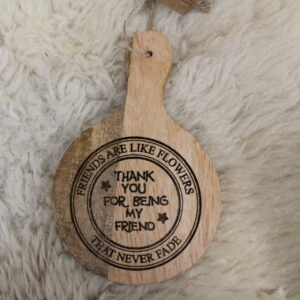 FRIENDS ARE LIKE FLOWERS
THANK
YOU
FOR BEING
MY
FRIEND
THAT NEVER FADE